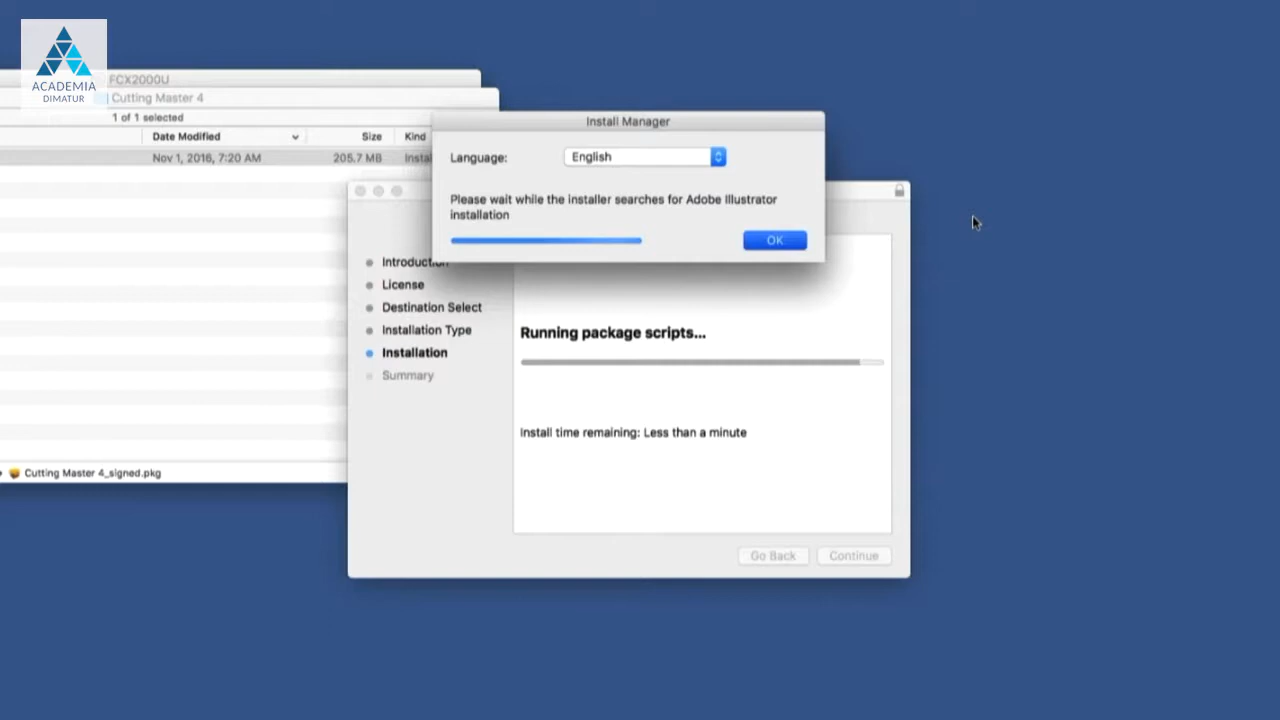 ACADEMIA
DIMATUR
FCX2000U
Cutting Master 4
1 of 1 selected
Date Modified
Size
Kind
Nov 1, 2016, 7:20 AM
205.7 MB
Instal
Cutting Master 4_signed.pkg
Install Manager
Language:
English
Please wait while the installer searches for Adobe Illustrator
installation
OK
Introduction
License
Destination Select
Installation Type
Installation
Summary
Running package scripts...
Install time remaining: Less than a minute
Go Back
Continue